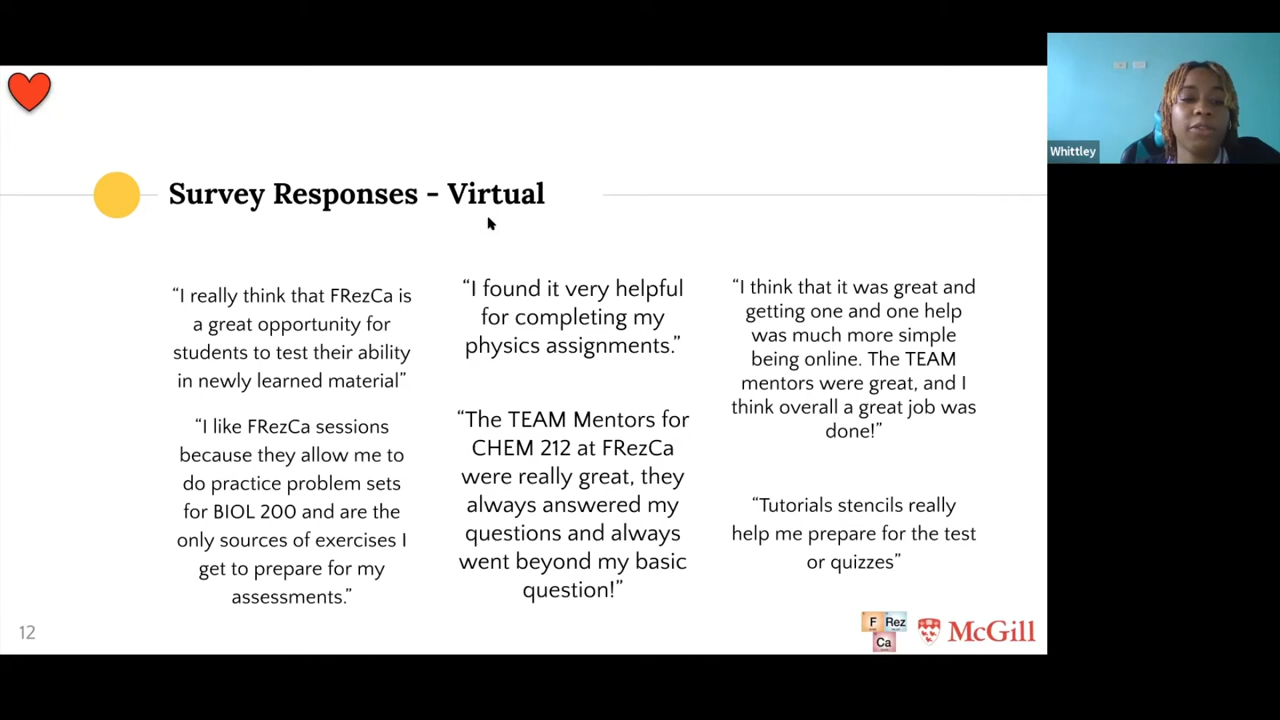 Whittley
Survey Responses - Virtual
“I really think that FRezCa is
a great opportunity for
students to test their ability
in newly learned material”
“I like FRezCa sessions
because they allow me to
do practice problem sets
for BIOL 200 and are the
only sources of exercises I
get to prepare for my
assessments.”
“I found it very helpful
for completing my
physics assignments.”
“The TEAM Mentors for
CHEM 212 at FRezCa
were really great, they
always answered my
questions and always
went beyond my basic
question!”
“I think that it was great and
getting one and one help
was much more simple
being online. The TEAM
mentors were great, and I
think overall a great job was
done!”
“Tutorials stencils really
help me prepare for the test
or quizzes”
12
F Rez
Ca
McGill